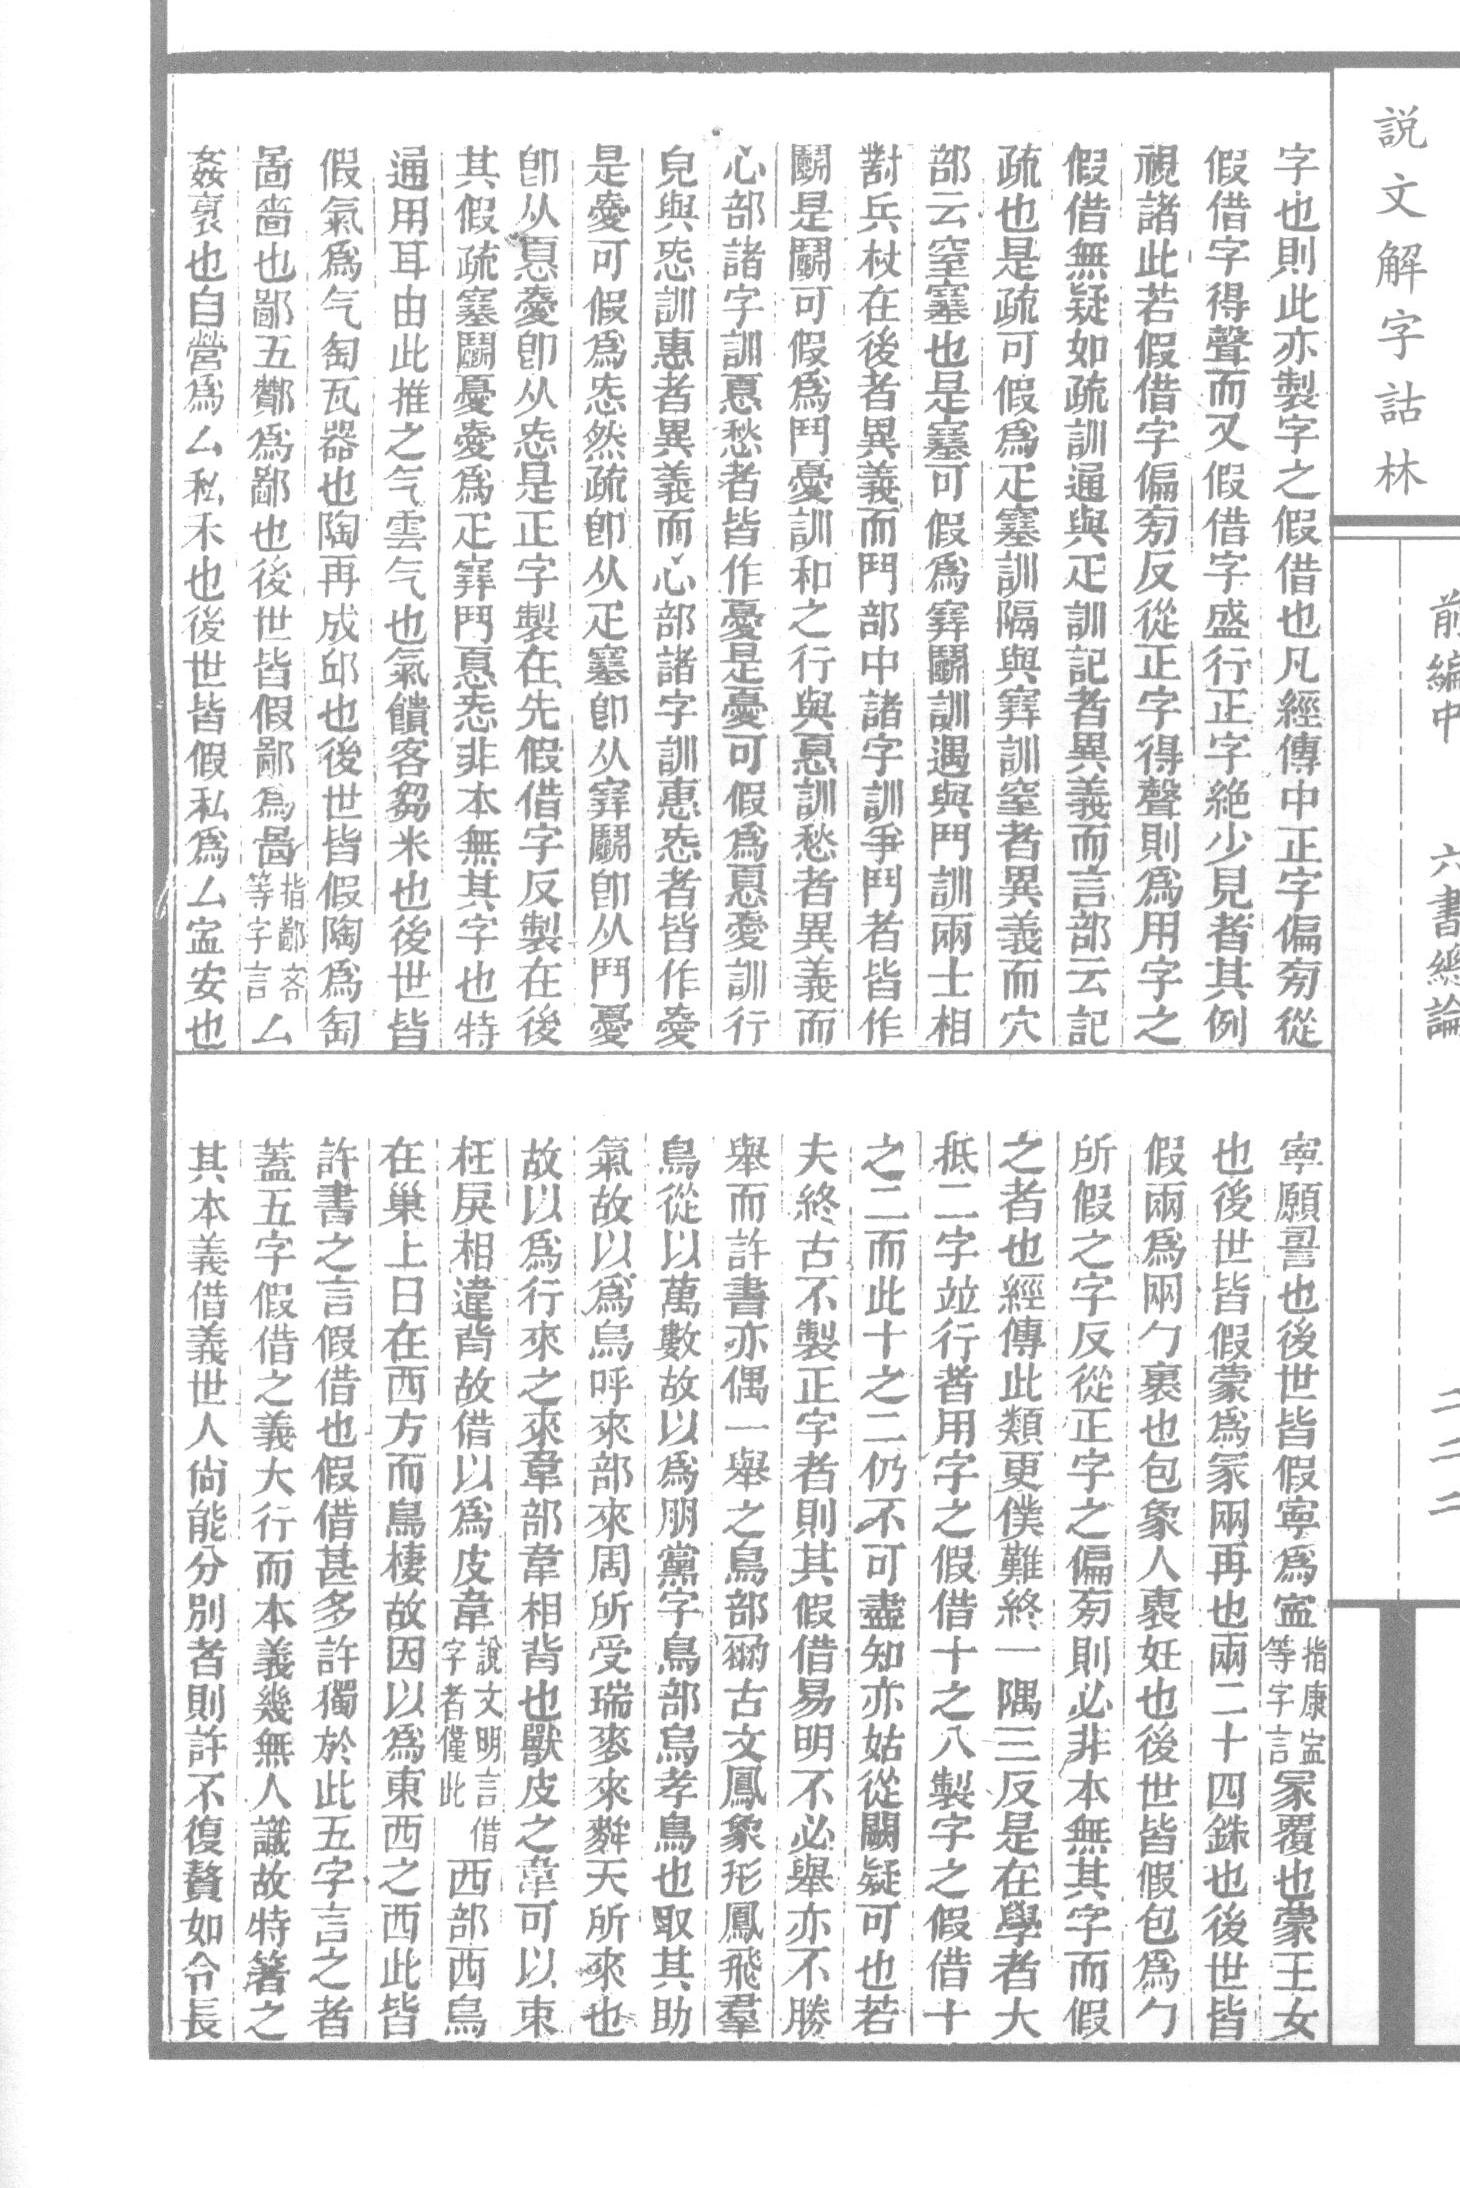 說文解字詁林
前編中
六書總論
二二二
字也則此亦製字之假借也凡經傳中正字偏旁從
假借字得聲而又假借字盛行正字絕少見者其例
視諸此若假借字偏旁反從正字得聲則爲用字之
假借無疑如疏訓通與𤴙訓記者異義而言部云記
疏也是疏可假爲𤴙塞訓隔與𡫳訓窒者異義而穴
部云窒塞也是塞可假爲𡫳鬭訓遇與鬥訓兩士相
對兵杖在後者異義而鬥部中諸字訓爭鬥者皆作
鬭是鬭可假爲鬥憂訓和之行與㥑訓愁者異義而
心部諸字訓㥑愁者皆作憂是憂可假爲㥑愛訓行
皃與㤅訓惠者異義而心部諸字訓惠㤅者皆作愛
是愛可假爲㤅然疏卽从𤴙塞卽从𡫳鬭卽从鬥憂
卽从㥑愛卽从㤅是正字製在先假借字反製在後
其假疏塞鬭憂愛爲𤴙𡫳鬥㥑㤅非本無其字也特
通用耳由此推之气雲气也氣饋客芻米也後世皆
假氣爲气匋瓦器也陶再成邱也後世皆假陶爲匋
啚嗇也鄙五酇爲鄙也後世皆假鄙爲啚指鄙吝等字言厶
姦衺也自營爲厶私禾也後世皆假私爲厶寍安也
寧願䛐也後世皆假寧爲寍指康寍等字言冡覆也蒙王女
也後世皆假蒙爲冡㒳再也兩二十四銖也後世皆
假兩爲㒳勹裹也包象人裹妊也後世皆假包爲勹
所假之字反從正字之偏旁則必非本無其字而假
之者也經傳此類更僕難終一隅三反是在學者大
抵二字竝行者用字之假借十之八製字之假借十
之二而此十之二仍不可盡知亦姑從闕疑可也若
夫終古不製正字者則其假借易明不必舉亦不勝
舉而許書亦偶一舉之鳥部𠌥古文鳳象形鳳飛羣
鳥從以萬數故以爲朋黨字烏部烏孝鳥也取其助
氣故以爲烏呼來部來周所受瑞麥來麰天所來也
故以爲行來之來韋部韋相背也獸皮之韋可以束
枉戾相違背故借以爲皮韋說文明言借字者僅此西部西鳥
在巢上日在西方而鳥棲故因以爲東西之西此皆
許書之言假借也假借甚多許獨於此五字言之者
蓋五字假借之義大行而本義幾無人識故特箸之
其本義借義世人尙能分別者則許不復贅如令長